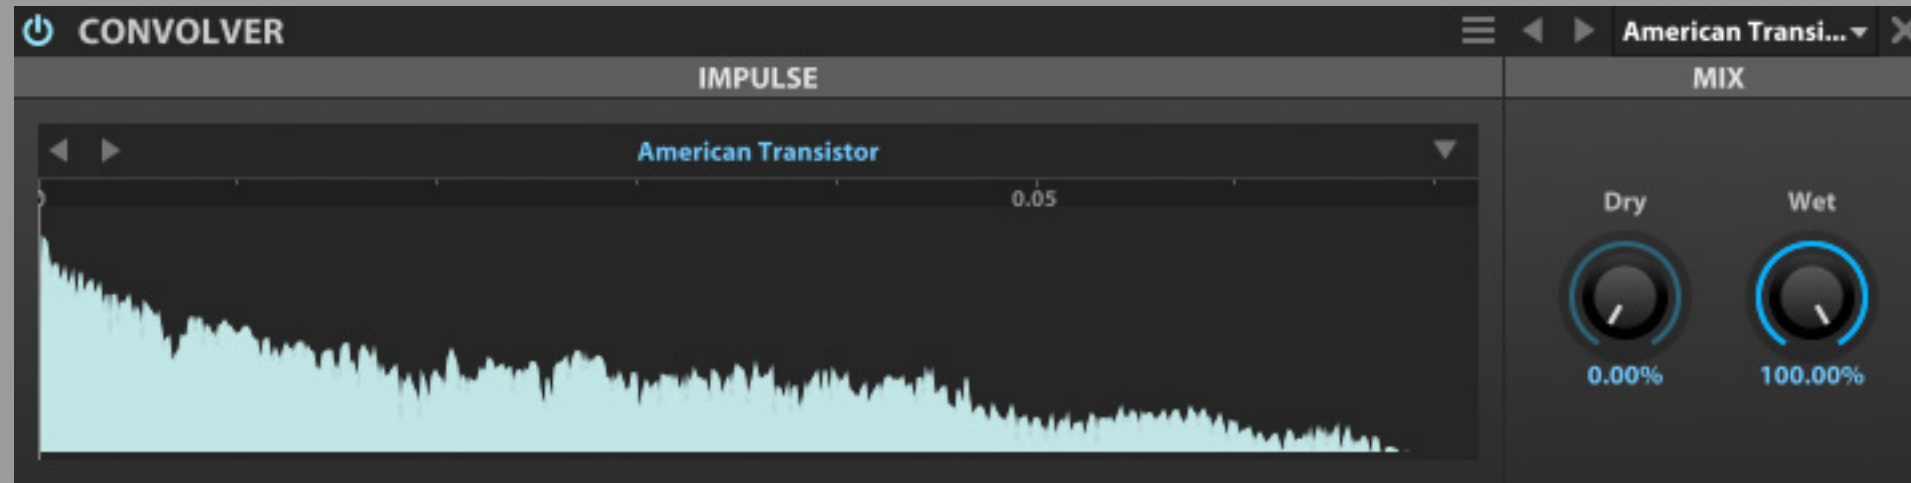 CONVOLVER
American Transi...
IMPULSE
MIX
American Transistor
0.05
Dry
Wet
0.00%
100.00%